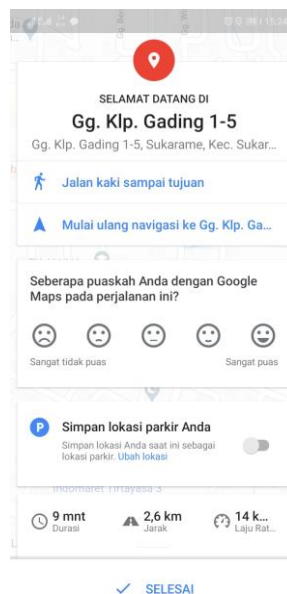 SELAMAT DATANG DI
Gg. Klp. Gading 1-5
Gg. Klp. Gading 1-5, Sukarame, Kec. Sukar...
Jalan kaki sampai tujuan
Mulai ulang navigasi ke Gg. Klp. Ga...
Seberapa puaskah Anda dengan Google
Maps pada perjalanan ini?
Sangat tidak puas
Sangat puas
P
Simpan lokasi parkir Anda
Simpan lokasi Anda saat ini sebagai
lokasi parkir. Ubah lokasi
Indomaret Tirtayasa 3
9 mnt
Durasi
2,6 km
Jarak
14 k...
Laju Rat...
SELESAI